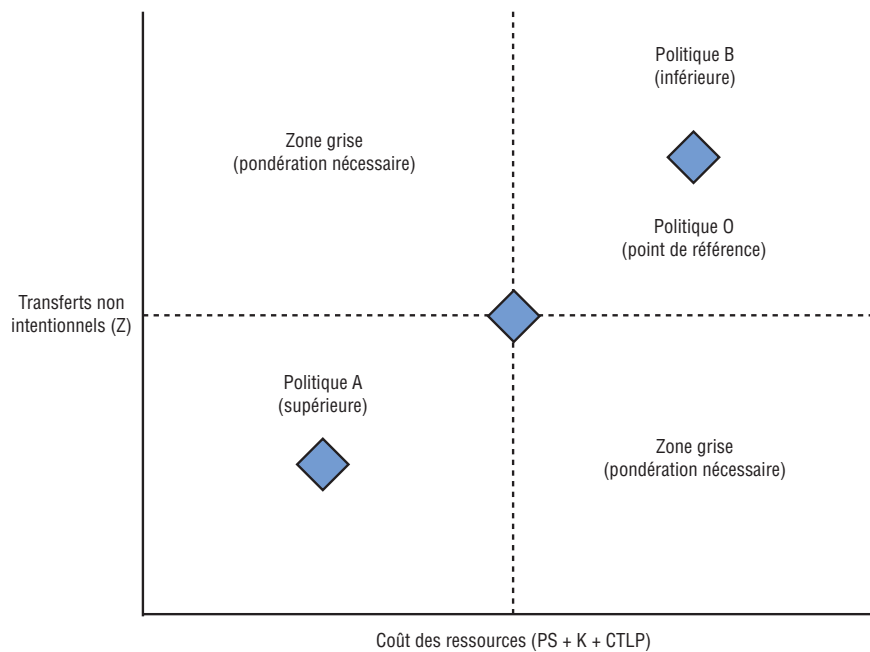 Politique B
(inférieure)
Zone grise
(pondération nécessaire)
Politique O
(point de référence)
Transferts non
intentionnels (Z)
Politique A
(supérieure)
Zone grise
(pondération nécessaire)
Coût des ressources (PS + K + CTLP)